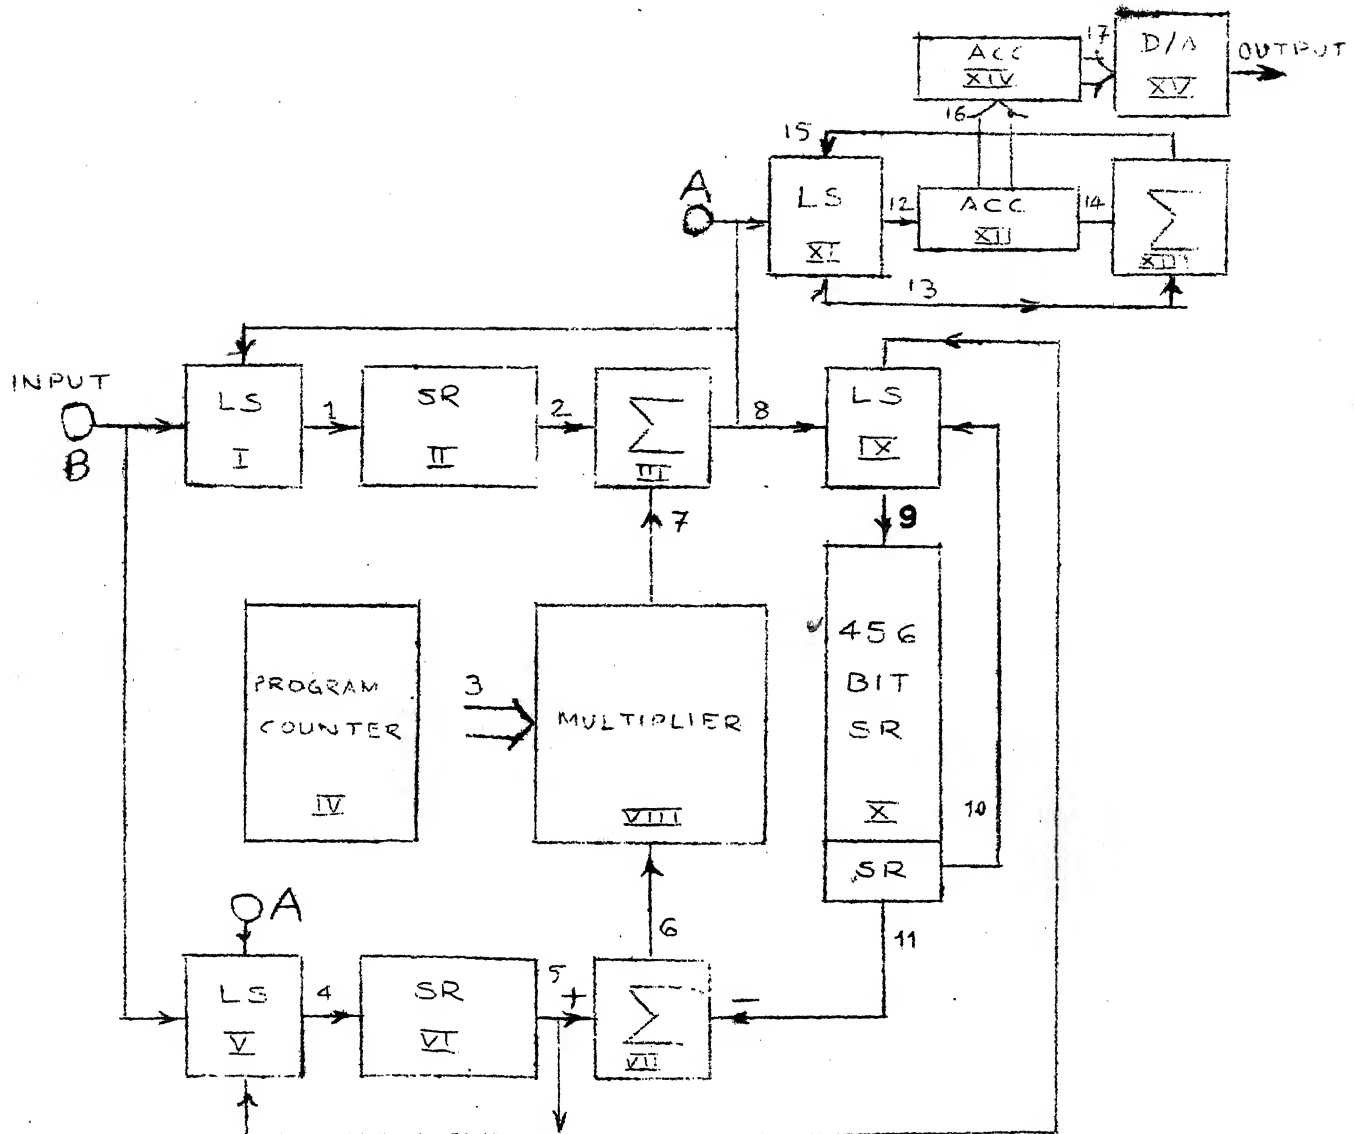 ACC
XIV
17
D/A
XV
OUTPUT
16
15
A
LS
XI
12
ACC
XII
14
Σ
XIII
13
INPUT
B
LS
I
1
SR
II
2
Σ
III
8
LS
IX
7
9
PROGRAM
COUNTER
IV
3
MULTIPLIER
VIII
456
BIT
SR
X
10
SR
A
6
11
LS
V
4
SR
VI
5
+
Σ
VII
−